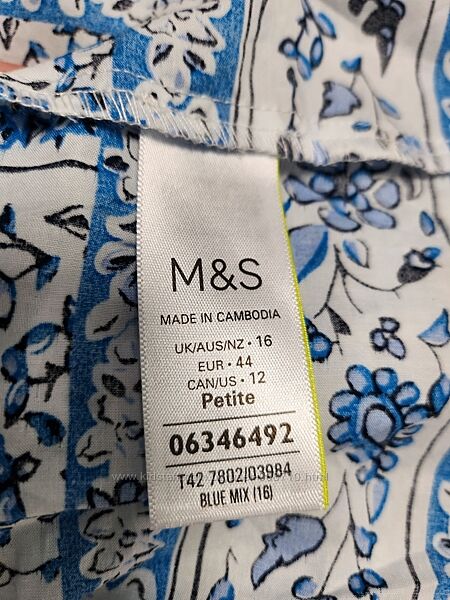 M&S
MADE IN CAMBODIA
UK/AUS/NZ • 16
EUR • 44
CAN/US • 12
Petite
06346492
T42 7802/03984
BLUE MIX (16)